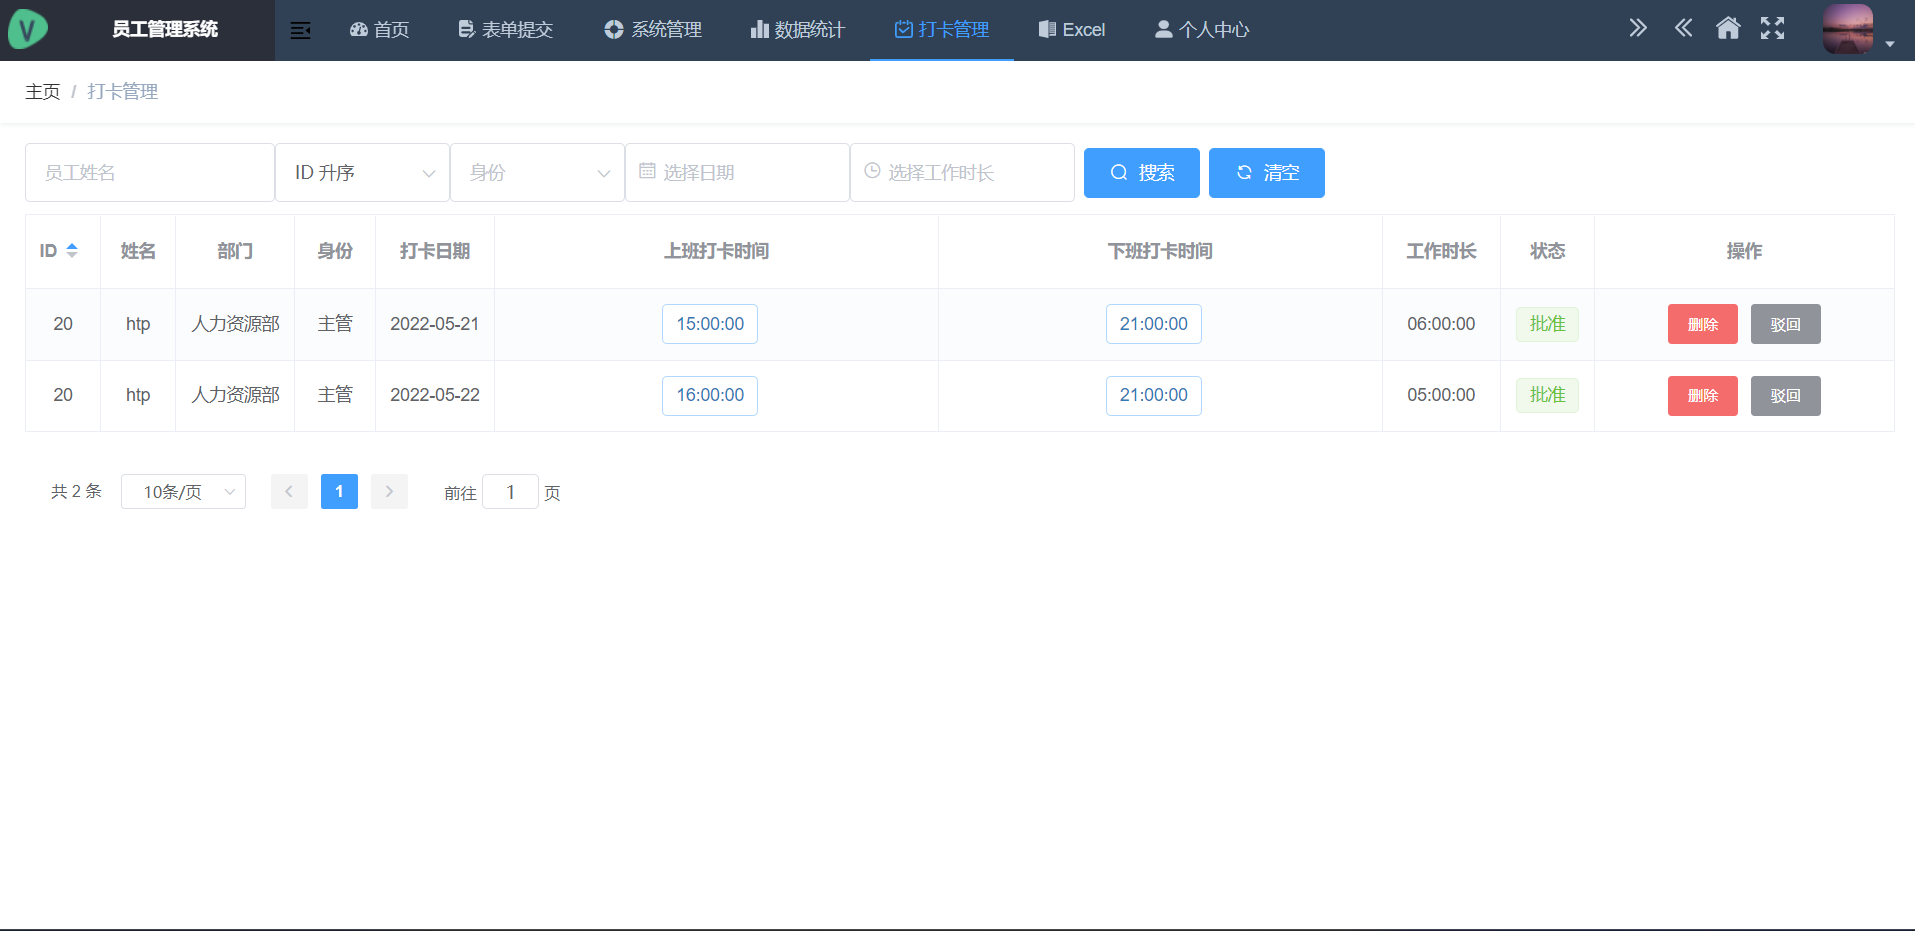 V 员工管理系统 首页 表单提交 系统管理 数据统计 打卡管理 Excel 个人中心
主页 / 打卡管理
员工姓名 ID 升序 身份 选择日期 选择工作时长 搜索 清空
ID 姓名 部门 身份 打卡日期 上班打卡时间 下班打卡时间 工作时长 状态 操作
20 htp 人力资源部 主管 2022-05-21 15:00:00 21:00:00 06:00:00 批准 删除 驳回
20 htp 人力资源部 主管 2022-05-22 16:00:00 21:00:00 05:00:00 批准 删除 驳回
共 2 条 10条/页 1 前往 1 页